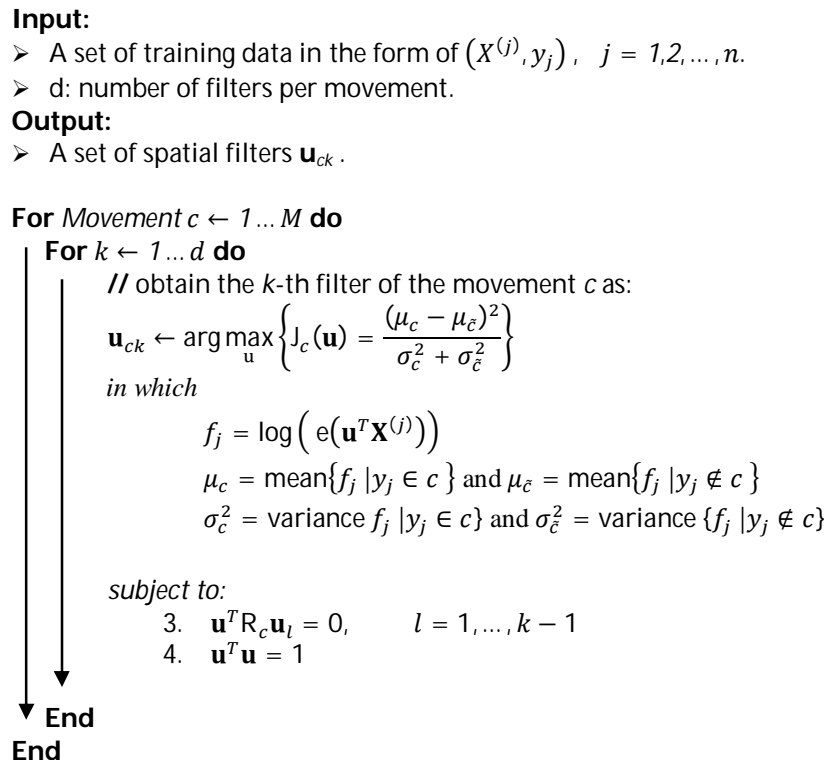 Input:
➢ A set of training data in the form of (X^(j), y_j), j = 1,2,…,n.
➢ d: number of filters per movement.
Output:
➢ A set of spatial filters u_ck .
For Movement c ← 1…M do
For k ← 1…d do
// obtain the k-th filter of the movement c as:
u_ck ← arg max_u {J_c(u) = (μ_c − μ_c̃)² / (σ_c² + σ_c̃²)}
in which
f_j = log( e(u^T X^(j)))
μ_c = mean{f_j |y_j ∈ c } and μ_c̃ = mean{f_j |y_j ∉ c }
σ_c² = variance f_j |y_j ∈ c} and σ_c̃² = variance {f_j |y_j ∉ c}
subject to:
3. u^T R_c u_l = 0, l = 1,…,k − 1
4. u^T u = 1
End
End